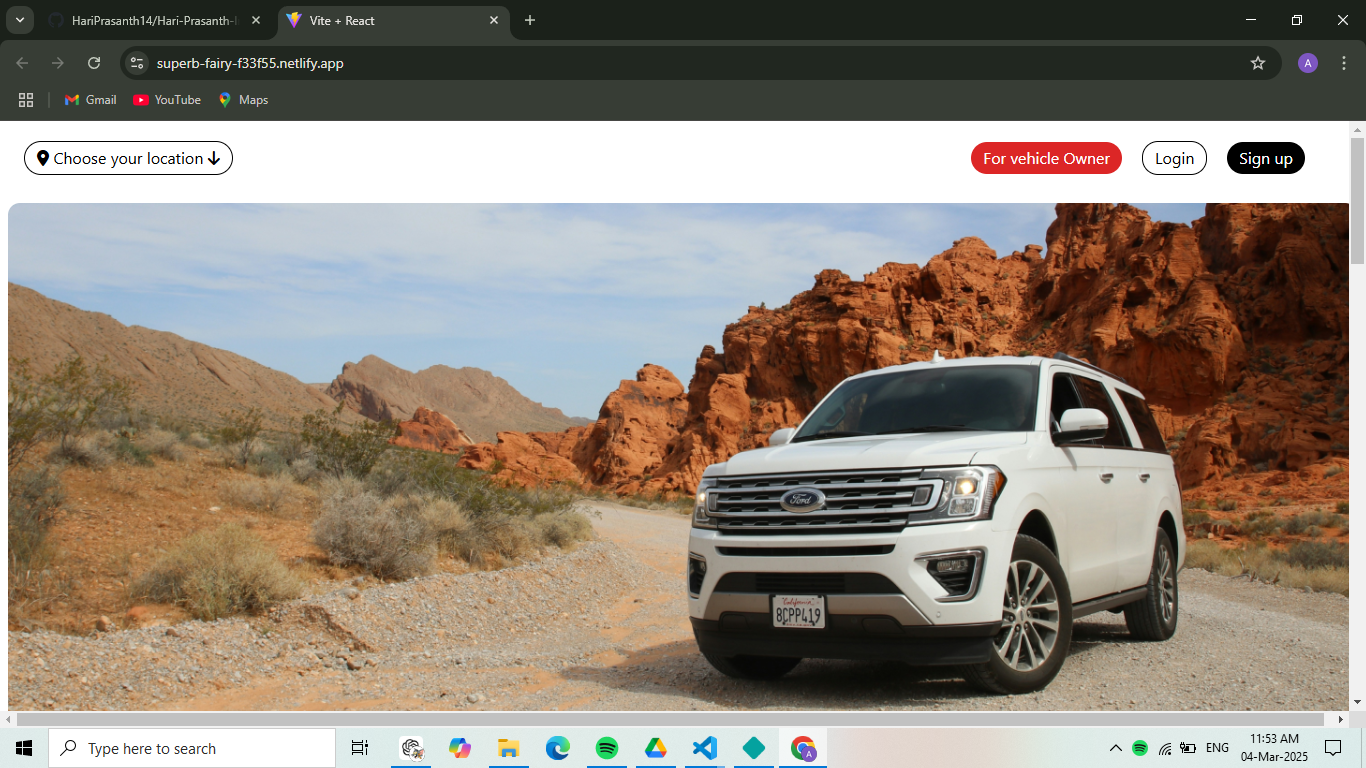 HariPrasanth14/Hari-Prasanth-I
Vite + React
superb-fairy-f33f55.netlify.app
A
Gmail
YouTube
Maps
Choose your location
For vehicle Owner
Login
Sign up
Ford
California
8CPP419
Type here to search
A
ENG
11:53 AM
04-Mar-2025